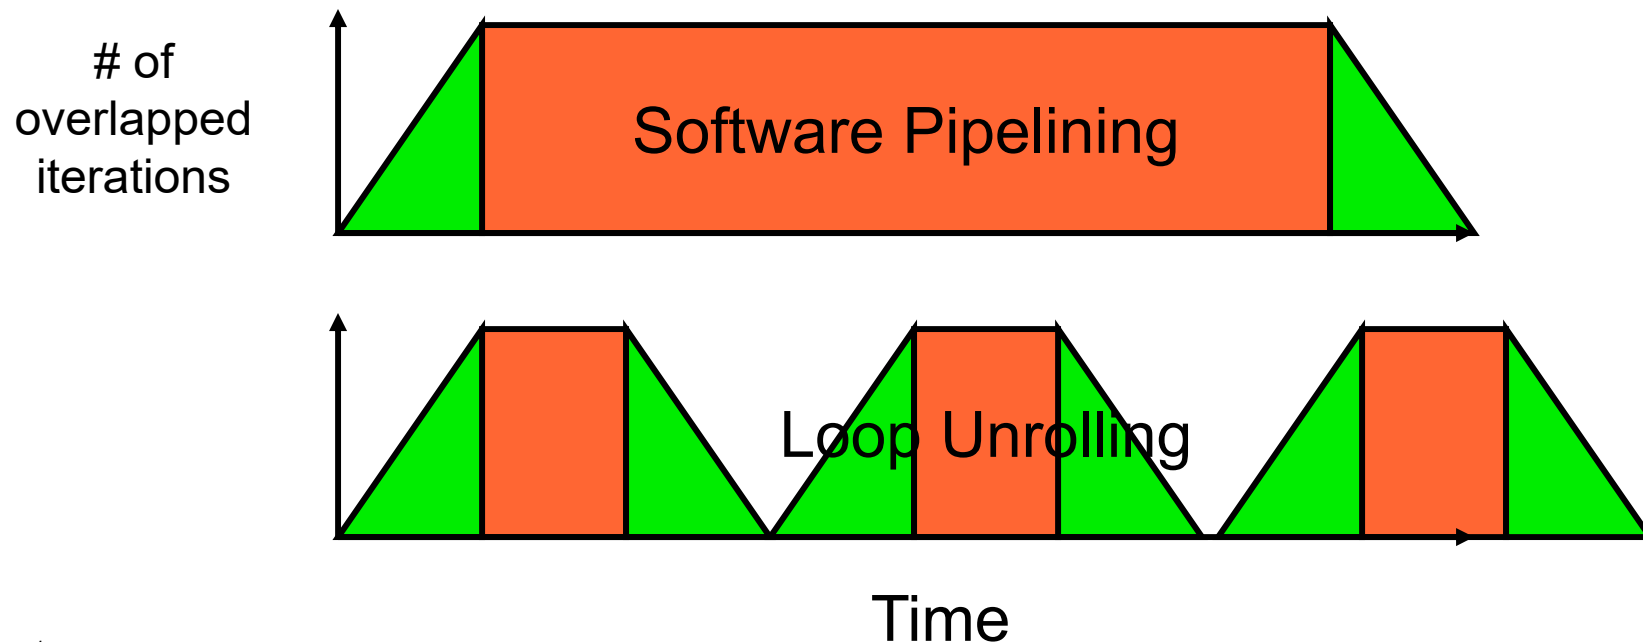 # of
overlapped
iterations
Software Pipelining
Loop Unrolling
Time